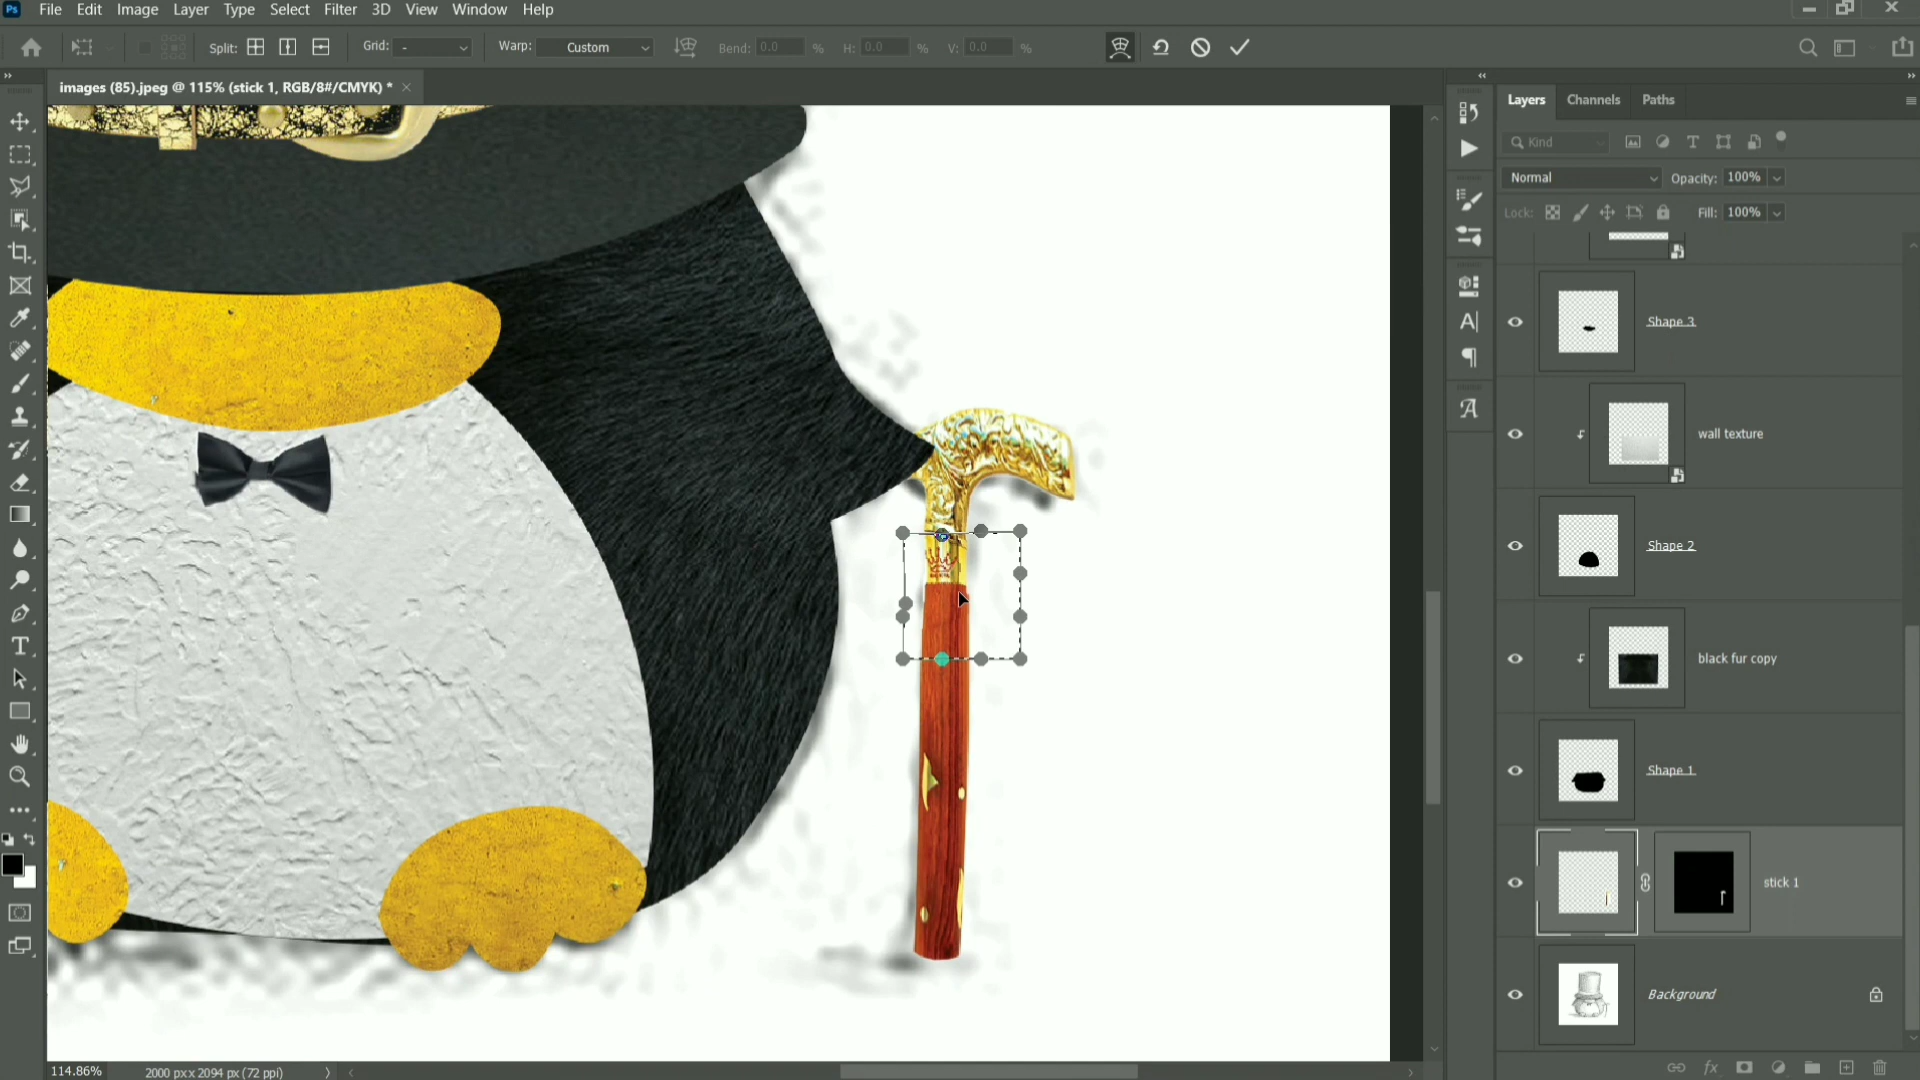 Ps File Edit Image Layer Type Select Filter 3D View Window Help
Split: Grid: - Warp: Custom Bend: 0.0 % H: 0.0 % V: 0.0 %
images (85).jpeg @ 115% (stick 1, RGB/8#/CMYK) * ×
Layers Channels Paths
Kind
Normal Opacity: 100%
Lock: Fill: 100%
Shape 3
wall texture
Shape 2
black fur copy
Shape 1
stick 1
Background
114.86% 2000 px x 2094 px (72 ppi)